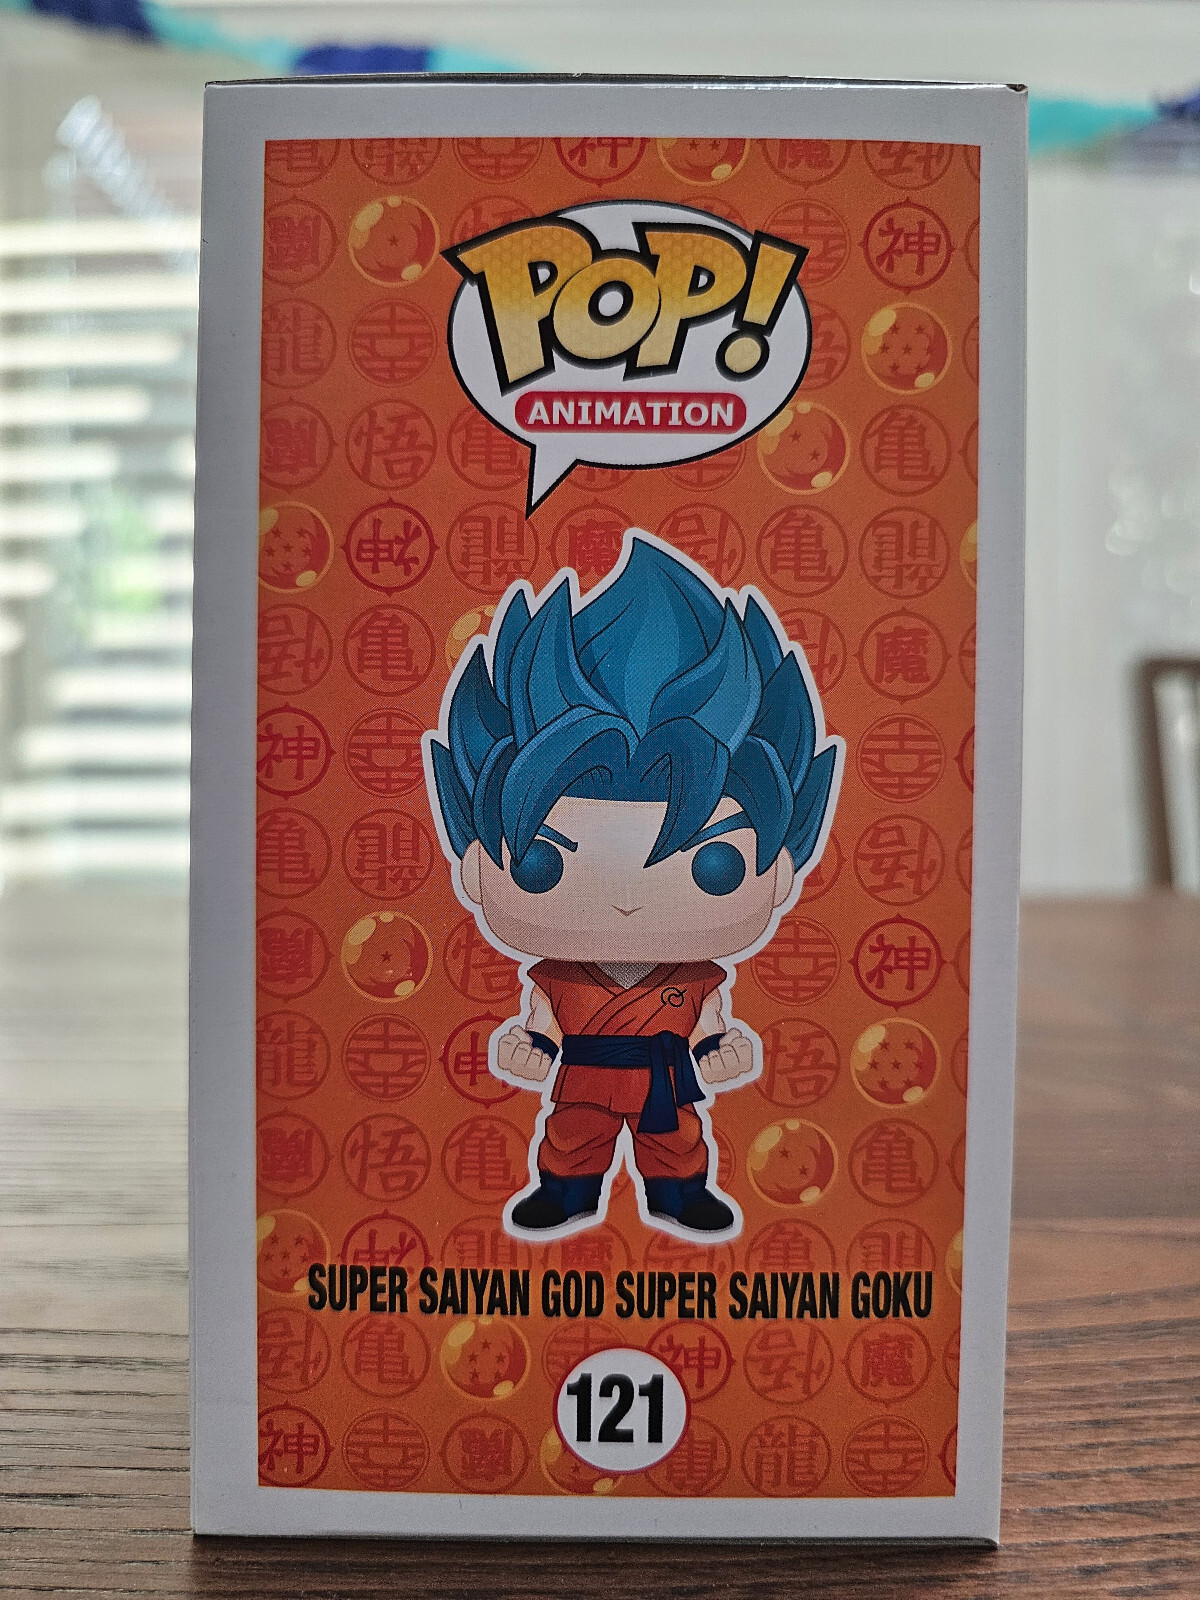 POP!
ANIMATION
SUPER SAIYAN GOD SUPER SAIYAN GOKU
121